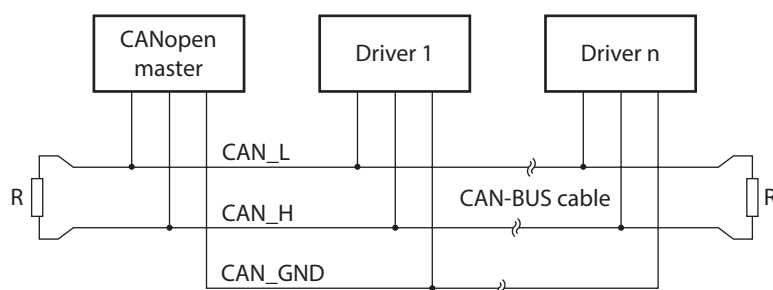 CANopen
master
Driver 1
Driver n
CAN_L
R
CAN-BUS cable
R
CAN_H
CAN_GND